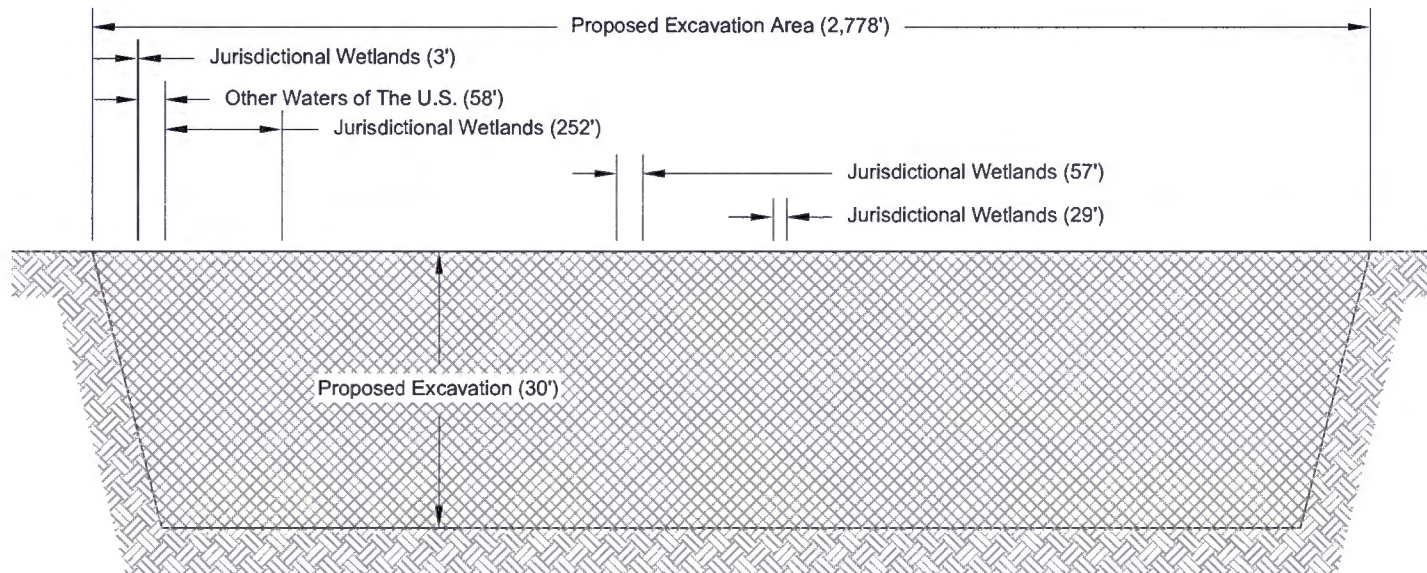 Proposed Excavation Area (2,778')
Jurisdictional Wetlands (3')
Other Waters of The U.S. (58')
Jurisdictional Wetlands (252')
Jurisdictional Wetlands (57')
Jurisdictional Wetlands (29')
Proposed Excavation (30')